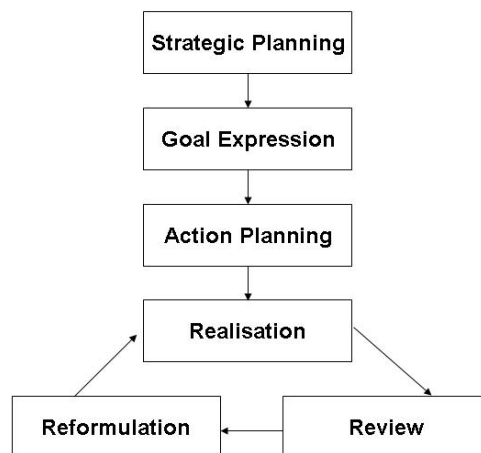 Strategic Planning
Goal Expression
Action Planning
Realisation
Reformulation
Review